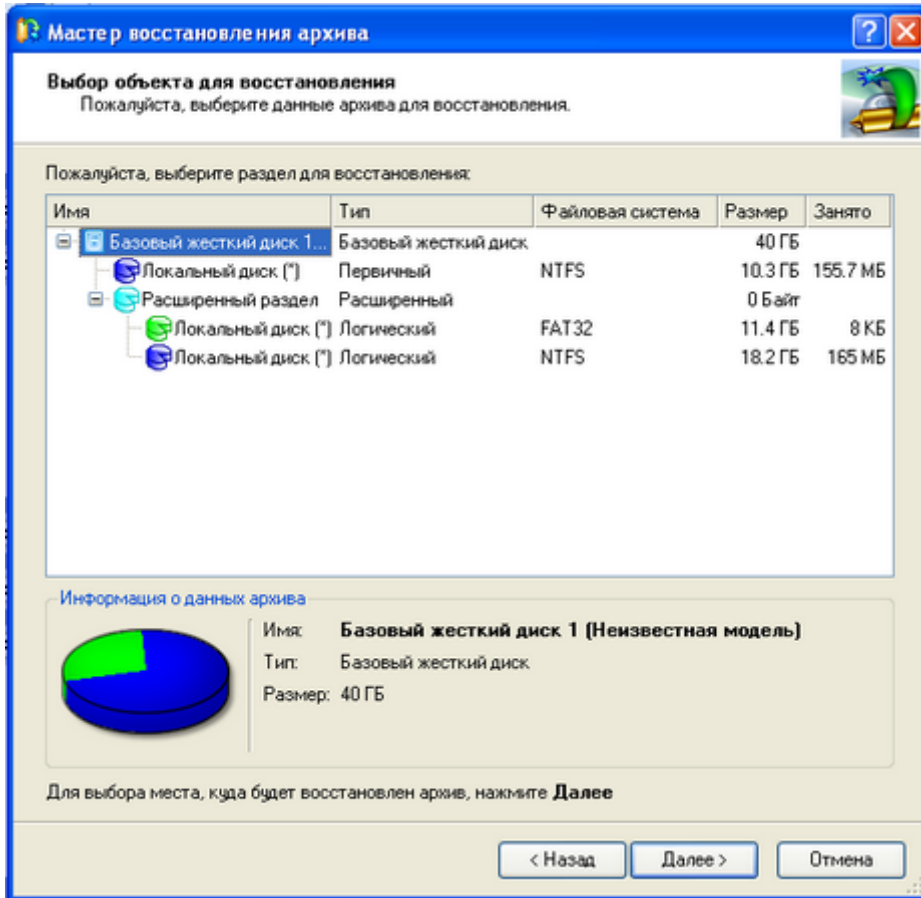 Мастер восстановления архива
Выбор объекта для восстановления
Пожалуйста, выберите данные архива для восстановления.
Пожалуйста, выберите раздел для восстановления:
Имя Тип Файловая система Размер Занято
Базовый жесткий диск 1... Базовый жесткий диск 40 ГБ
Локальный диск (*) Первичный NTFS 10.3 ГБ 155.7 МБ
Расширенный раздел Расширенный 0 Байт
Локальный диск (*) Логический FAT32 11.4 ГБ 8 КБ
Локальный диск (*) Логический NTFS 18.2 ГБ 165 МБ
Информация о данных архива
Имя: Базовый жесткий диск 1 (Неизвестная модель)
Тип: Базовый жесткий диск
Размер: 40 ГБ
Для выбора места, куда будет восстановлен архив, нажмите Далее
< Назад Далее > Отмена